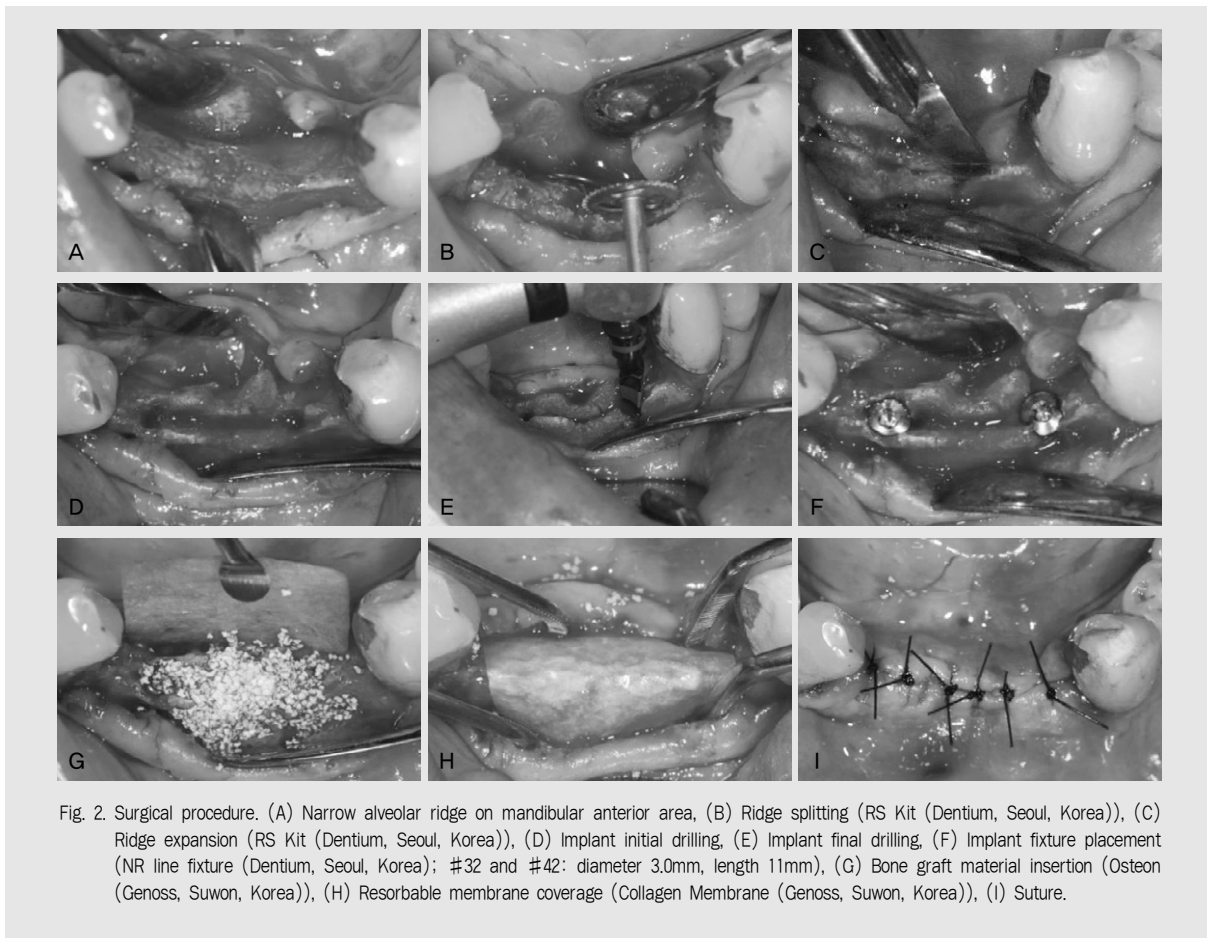 A
B
C
D
E
F
G
H
I
Fig. 2. Surgical procedure. (A) Narrow alveolar ridge on mandibular anterior area, (B) Ridge splitting (RS Kit (Dentium, Seoul, Korea)), (C)
Ridge expansion (RS Kit (Dentium, Seoul, Korea)), (D) Implant initial drilling, (E) Implant final drilling, (F) Implant fixture placement
(NR line fixture (Dentium, Seoul, Korea); #32 and #42: diameter 3.0mm, length 11mm), (G) Bone graft material insertion (Osteon
(Genoss, Suwon, Korea)), (H) Resorbable membrane coverage (Collagen Membrane (Genoss, Suwon, Korea)), (I) Suture.